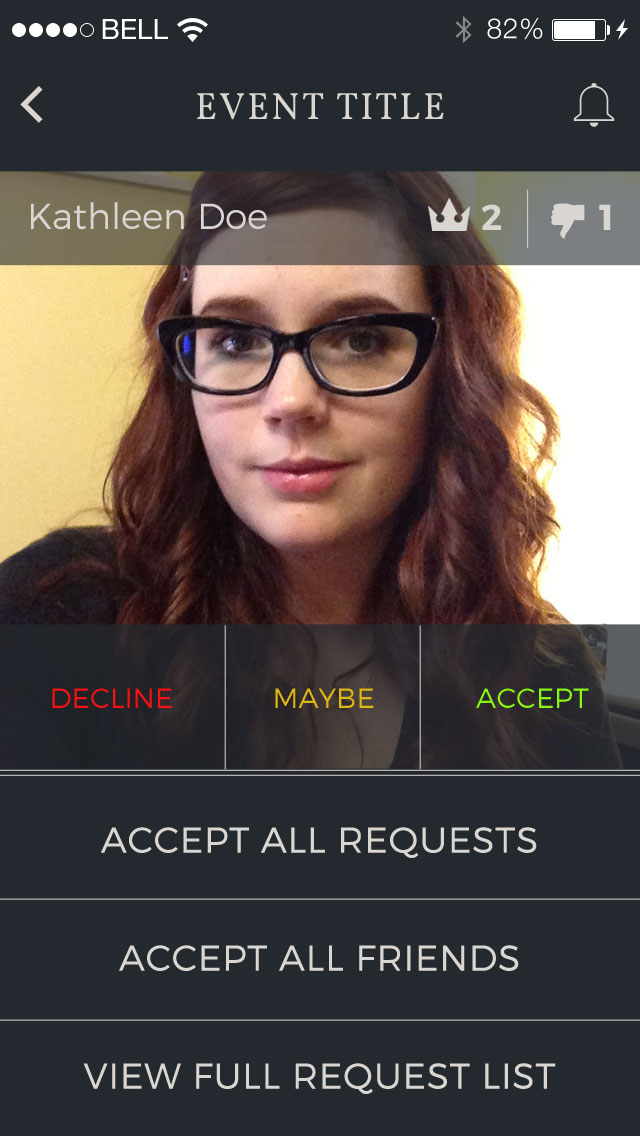 BELL 82%
EVENT TITLE
Kathleen Doe 2 1
DECLINE MAYBE ACCEPT
ACCEPT ALL REQUESTS
ACCEPT ALL FRIENDS
VIEW FULL REQUEST LIST